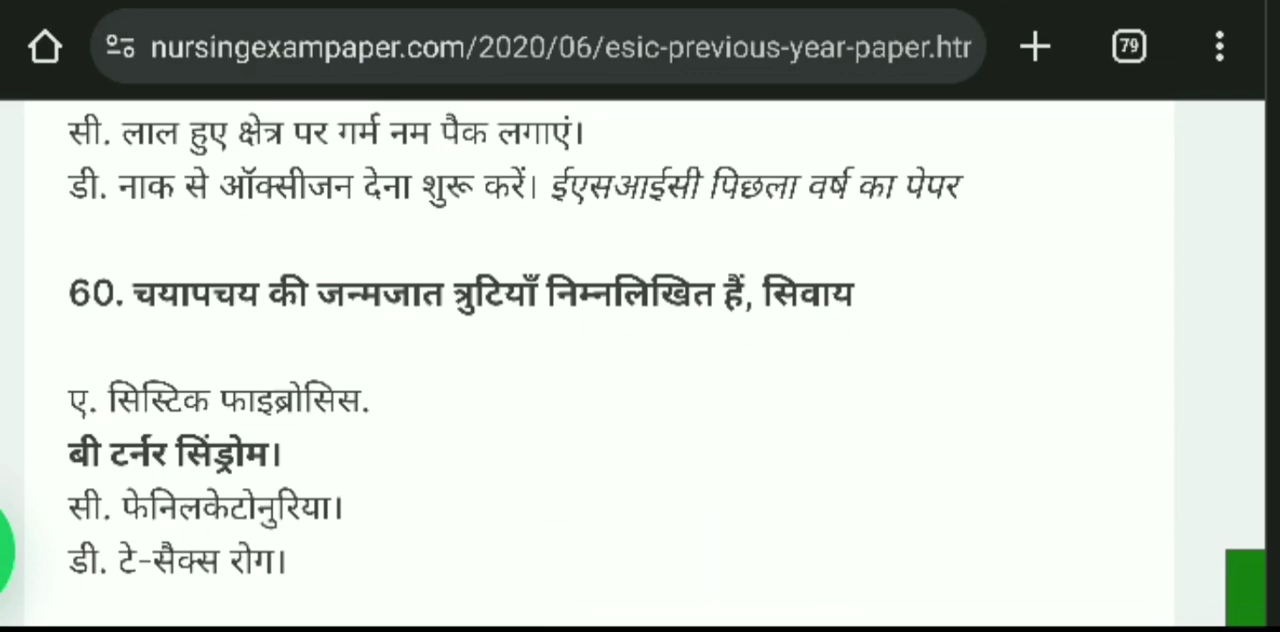 nursingexampaper.com/2020/06/esic-previous-year-paper.htr
79
सी. लाल हुए क्षेत्र पर गर्म नम पैक लगाएं।
डी. नाक से ऑक्सीजन देना शुरू करें। ईएसआईसी पिछला वर्ष का पेपर
60. चयापचय की जन्मजात त्रुटियाँ निम्नलिखित हैं, सिवाय
ए. सिस्टिक फाइब्रोसिस.
बी टर्नर सिंड्रोम।
सी. फेनिलकेटोनुरिया।
डी. टे-सैक्स रोग।